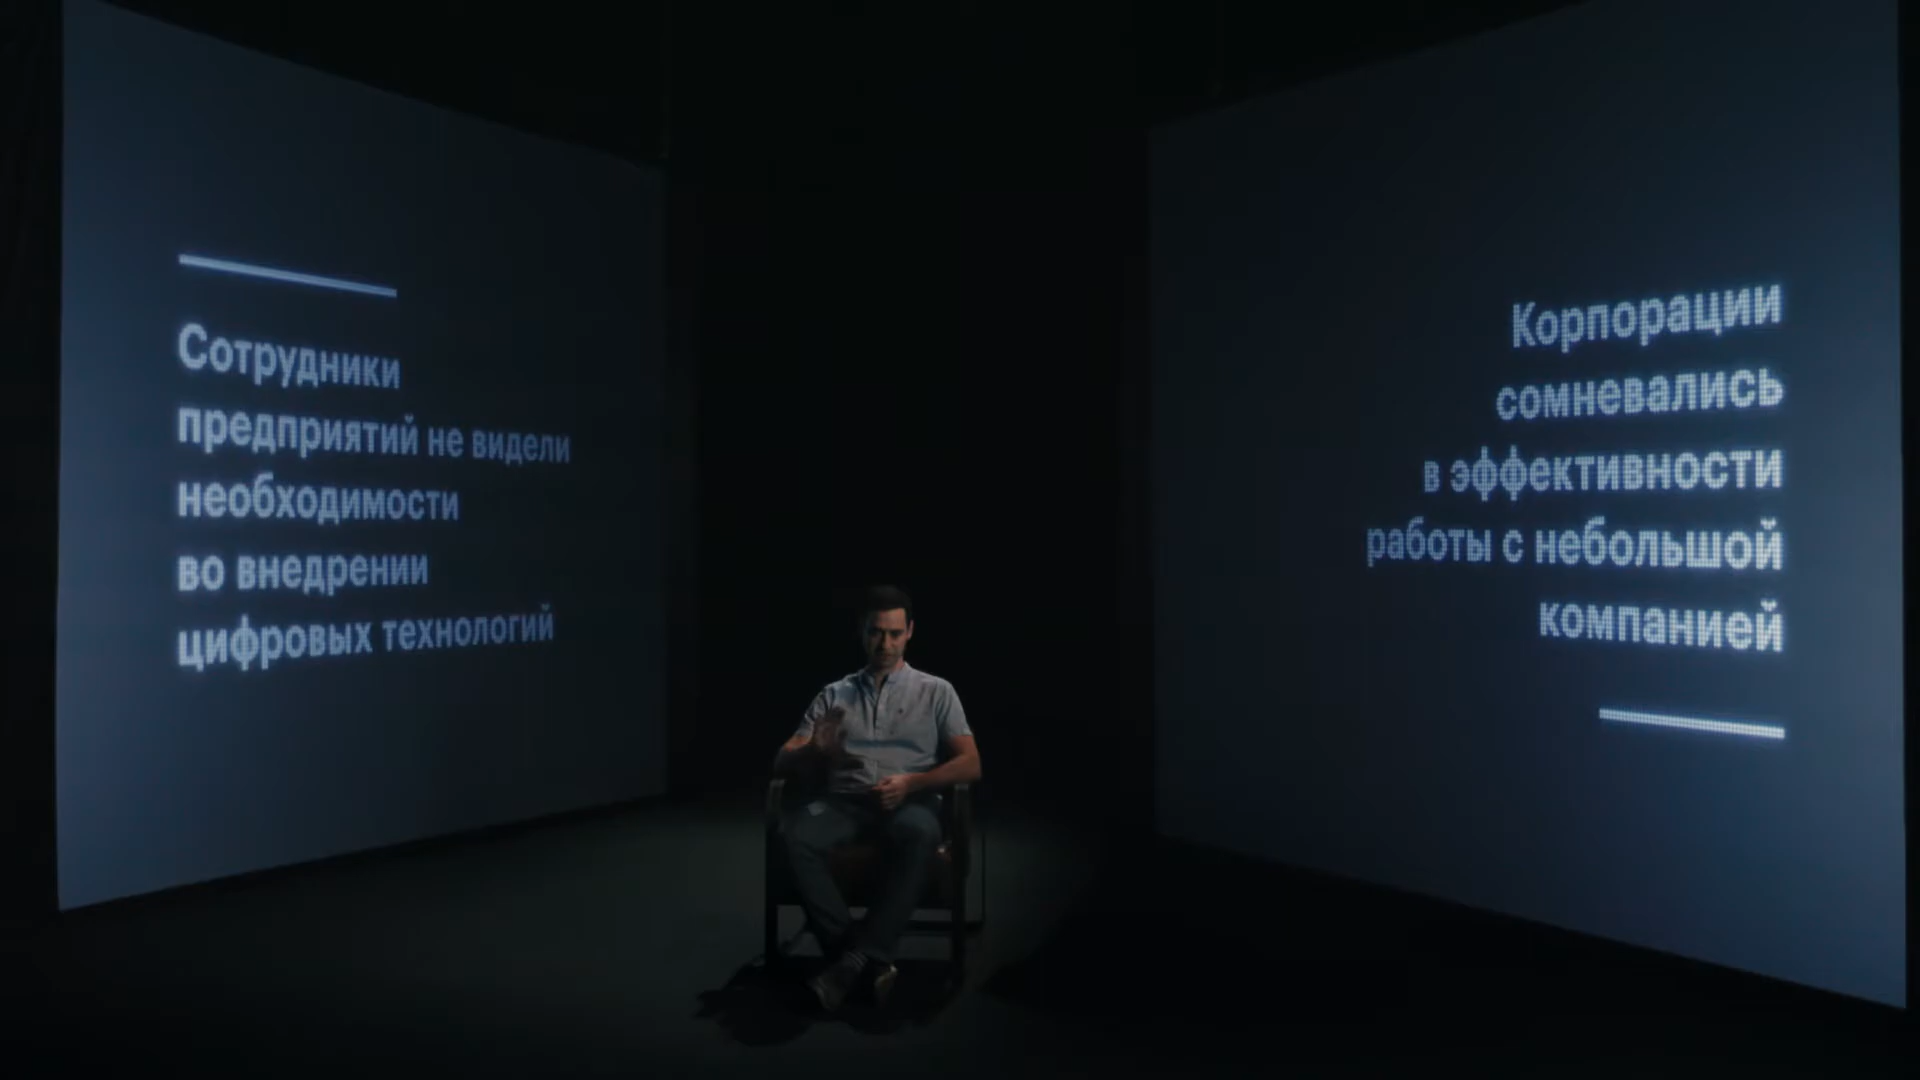 Сотрудники
предприятий не видели
необходимости
во внедрении
цифровых технологий
Корпорации
сомневались
в эффективности
работы с небольшой
компанией